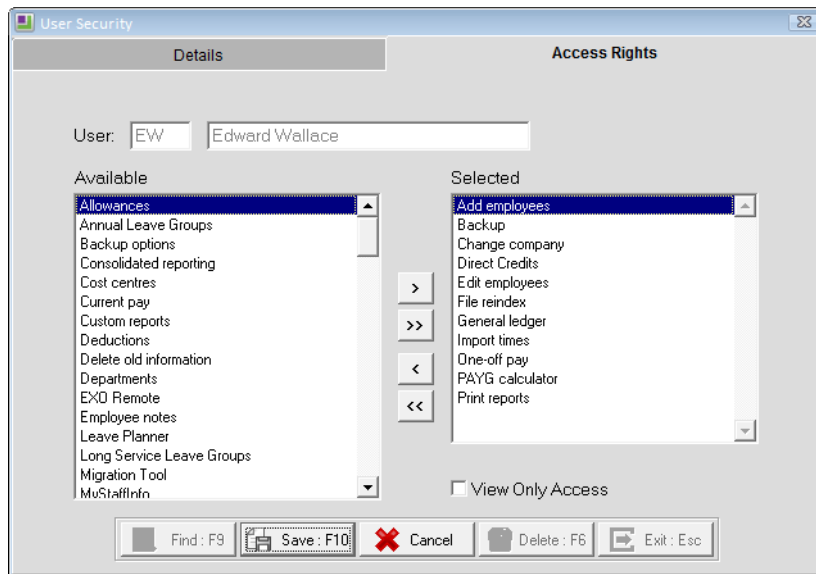 User Security
Details
Access Rights
User: EW Edward Wallace
Available
Allowances
Annual Leave Groups
Backup options
Consolidated reporting
Cost centres
Current pay
Custom reports
Deductions
Delete old information
Departments
EXO Remote
Employee notes
Leave Planner
Long Service Leave Groups
Migration Tool
MyStaffInfo
>
>>
<
<<
Selected
Add employees
Backup
Change company
Direct Credits
Edit employees
File reindex
General ledger
Import times
One-off pay
PAYG calculator
Print reports
View Only Access
Find : F9
Save : F10
Cancel
Delete : F6
Exit : Esc